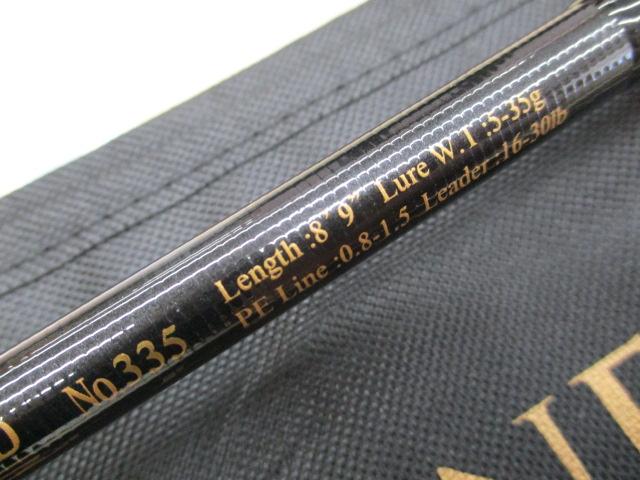 No.335
Length :8' 9" Lure W.T :5-35g
PE Line :0.8-1.5 Leader :16-30lb